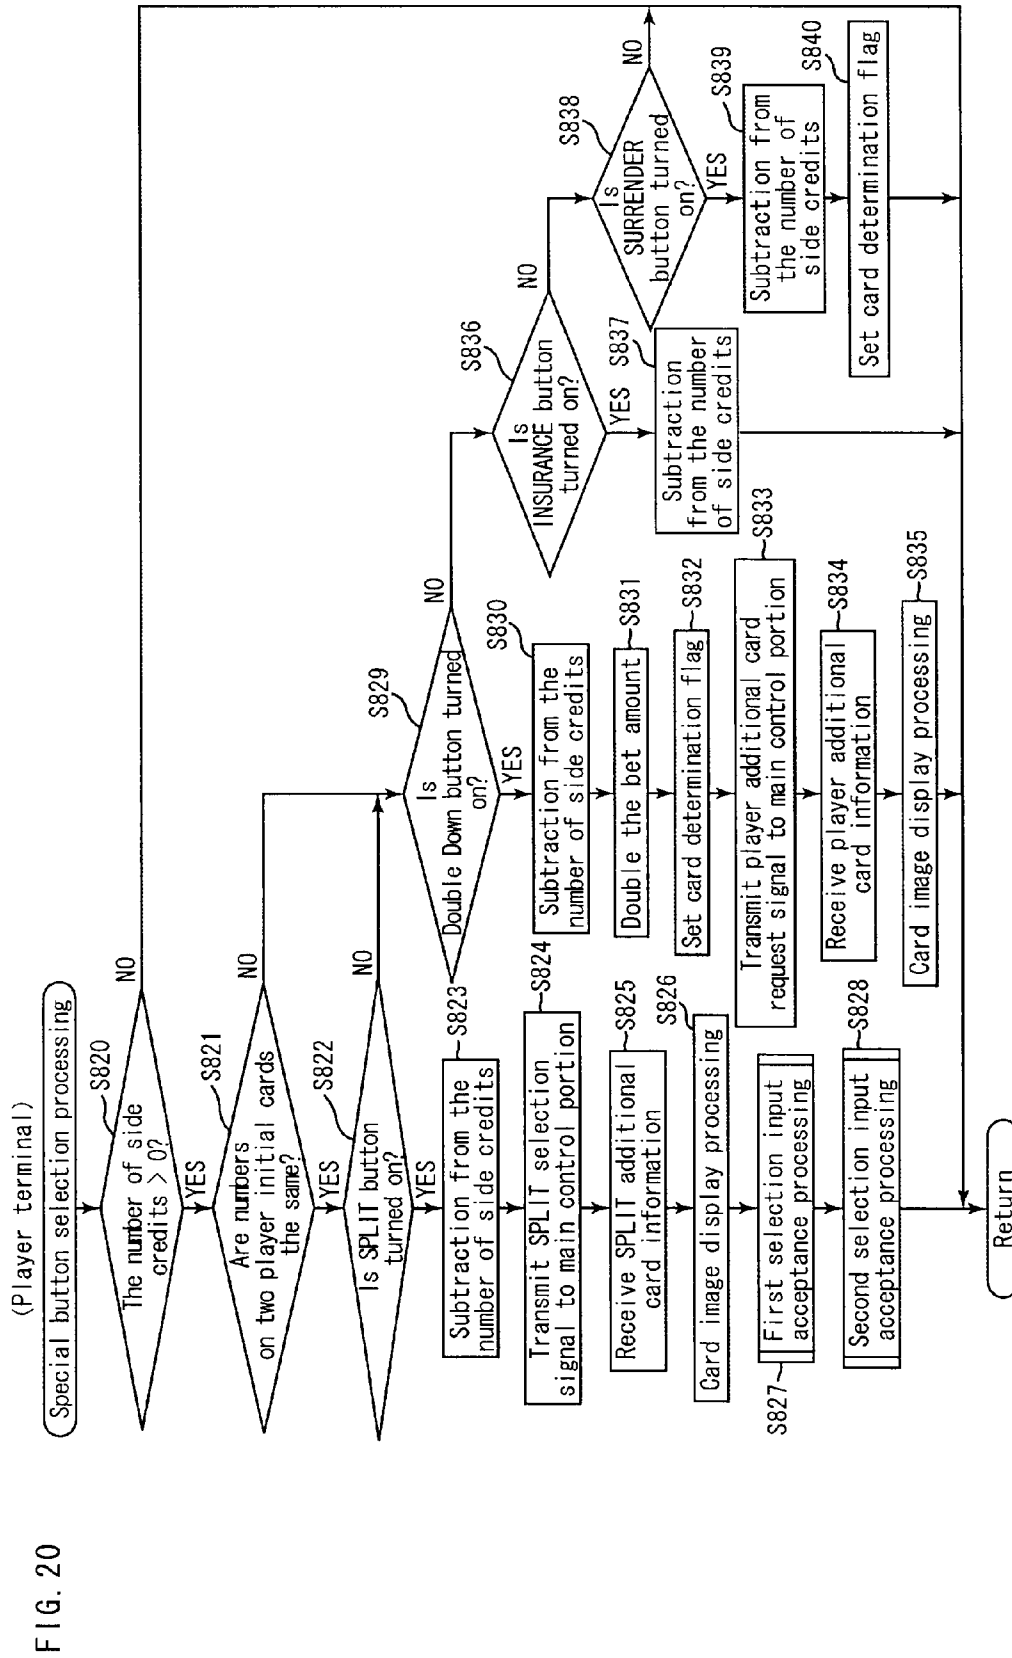 FIG. 20
(Player terminal)
Special button selection processing
S820
The number of side
credits > 0?
NO
YES
S821
Are numbers
on two player initial cards
the same?
NO
YES
S822
Is SPLIT button
turned on?
NO
YES
S823
Subtraction from the
number of side credits
S824
Transmit SPLIT selection
signal to main control portion
S825
Receive SPLIT additional
card information
S826
Card image display processing
S827
First selection input
acceptance processing
S828
Second selection input
acceptance processing
S829
Is
Double Down button turned
on?
NO
YES
S830
Subtraction from the
number of side credits
S831
Double the bet amount
S832
Set card determination flag
S833
Transmit player additional card
request signal to main control portion
S834
Receive player additional
card information
S835
Card image display processing
S836
Is
INSURANCE button
turned on?
NO
YES
S837
Subtraction
from the number
of side credits
S838
Is
SURRENDER
button turned
on?
NO
YES
S839
Subtraction from
the number of
side credits
S840
Set card determination flag
Return